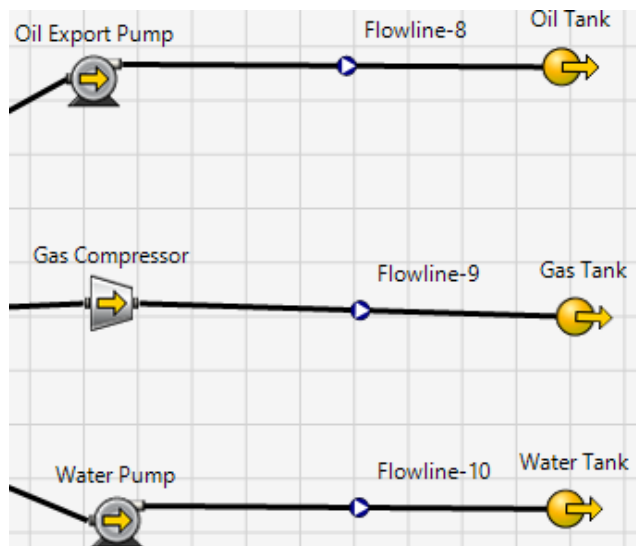 Oil Export Pump
Flowline-8
Oil Tank
Gas Compressor
Flowline-9
Gas Tank
Water Pump
Flowline-10
Water Tank